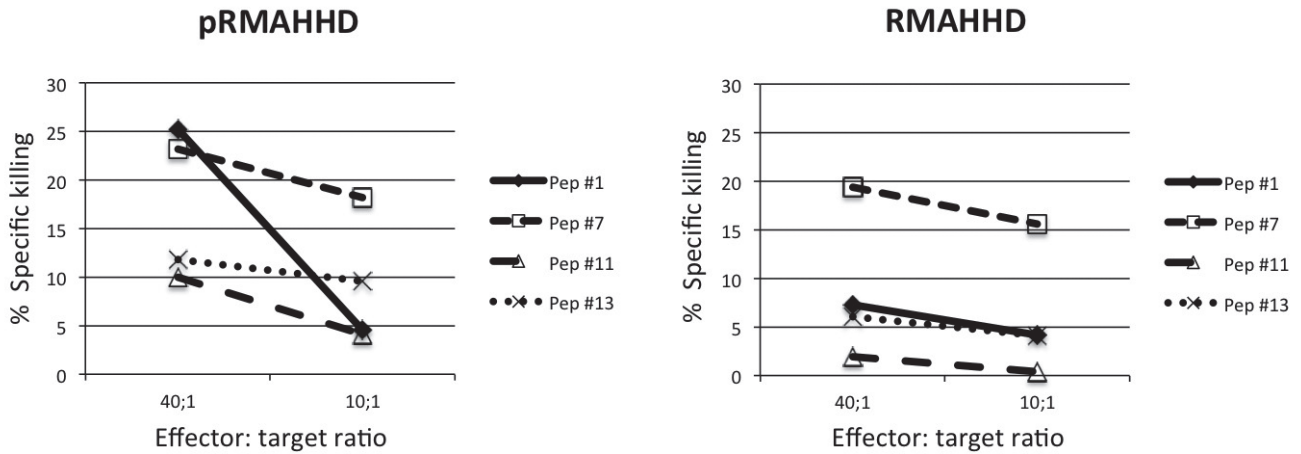 pRMAHHD
% Specific killing
30
25
20
15
10
5
0
40;1
10;1
Effector: target ratio
Pep #1
Pep #7
Pep #11
Pep #13
RMAHHD
% Specific killing
30
25
20
15
10
5
0
40;1
10;1
Effector: target ratio
Pep #1
Pep #7
Pep #11
Pep #13